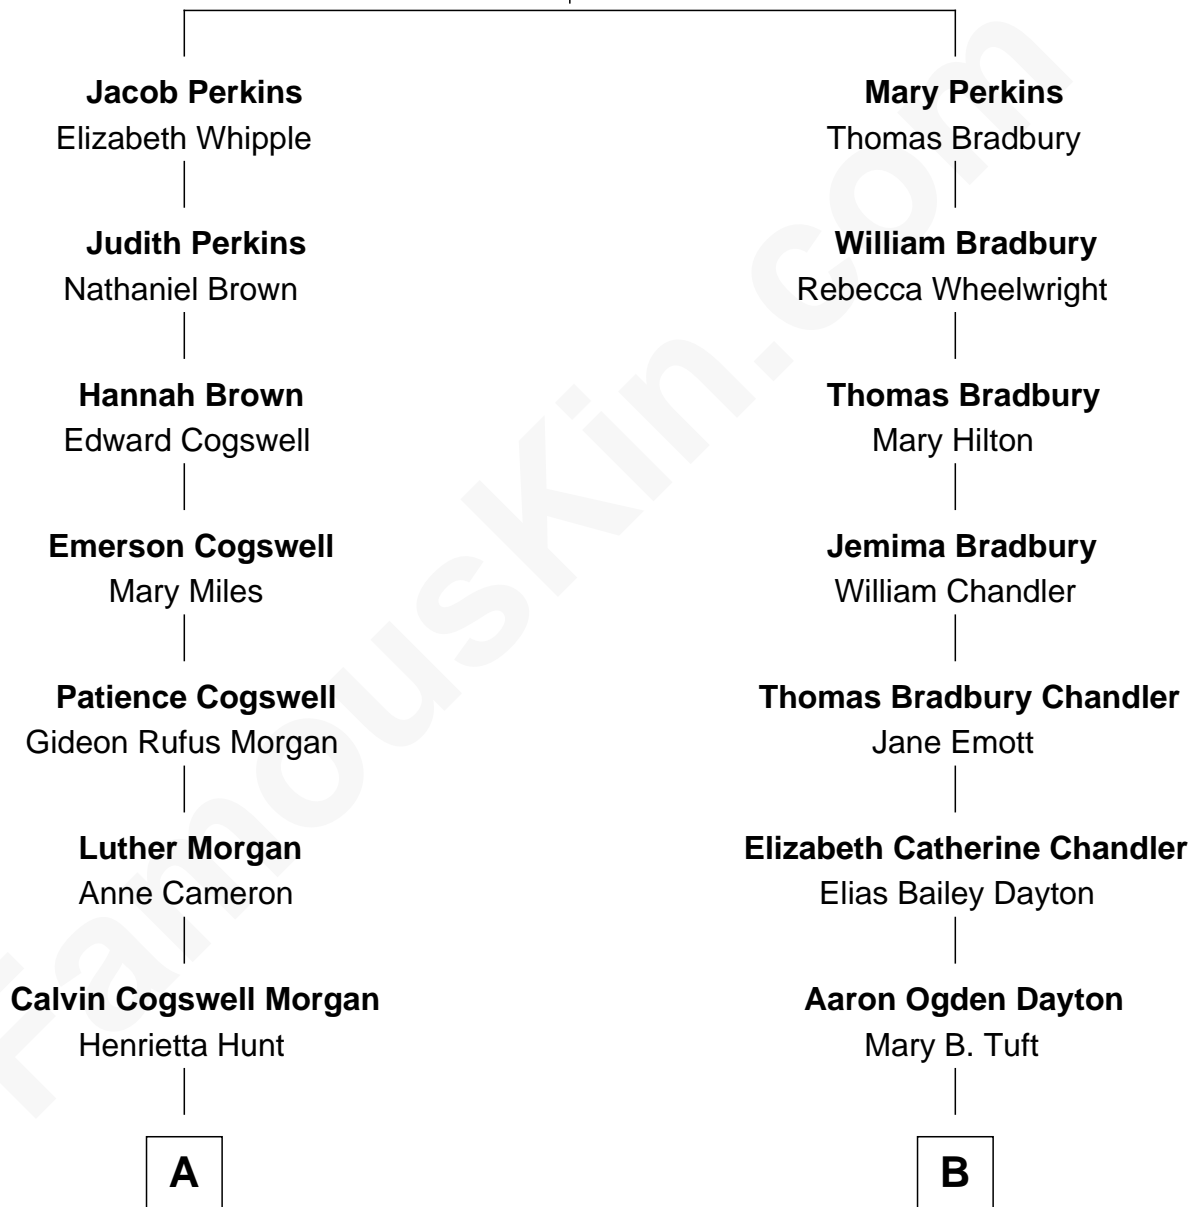 Jacob Perkins
Elizabeth Whipple
Judith Perkins
Nathaniel Brown
Hannah Brown
Edward Cogswell
Emerson Cogswell
Mary Miles
Patience Cogswell
Gideon Rufus Morgan
Luther Morgan
Anne Cameron
Calvin Cogswell Morgan
Henrietta Hunt
A
Mary Perkins
Thomas Bradbury
William Bradbury
Rebecca Wheelwright
Thomas Bradbury
Mary Hilton
Jemima Bradbury
William Chandler
Thomas Bradbury Chandler
Jane Emott
Elizabeth Catherine Chandler
Elias Bailey Dayton
Aaron Ogden Dayton
Mary B. Tuft
B
FamousKin.com